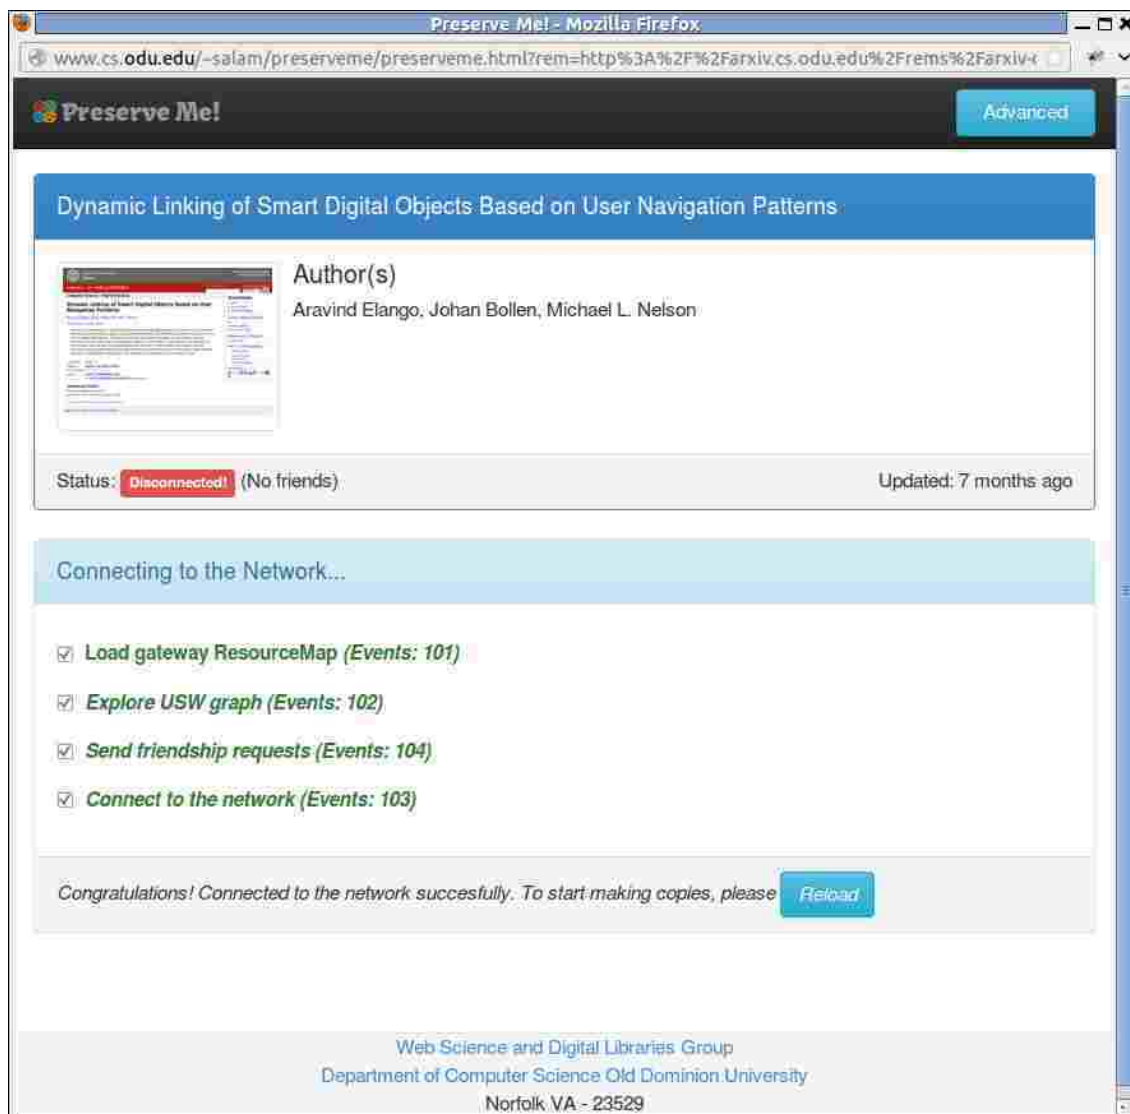 Preserve Me! - Mozilla Firefox
www.cs.odu.edu/~salam/preserveme/preserveme.html?rem=http%3A%2F%2Farxiv.cs.odu.edu%2Frems%2Farxiv-c
Preserve Me!
Advanced
Dynamic Linking of Smart Digital Objects Based on User Navigation Patterns
Author(s)
Aravind Elango, Johan Bollen, Michael L. Nelson
Status: Disconnected! (No friends)
Updated: 7 months ago
Connecting to the Network...
Load gateway ResourceMap (Events: 101)
Explore USW graph (Events: 102)
Send friendship requests (Events: 104)
Connect to the network (Events: 103)
Congratulations! Connected to the network succesfully. To start making copies, please Reload
Web Science and Digital Libraries Group
Department of Computer Science Old Dominion University
Norfolk VA - 23529